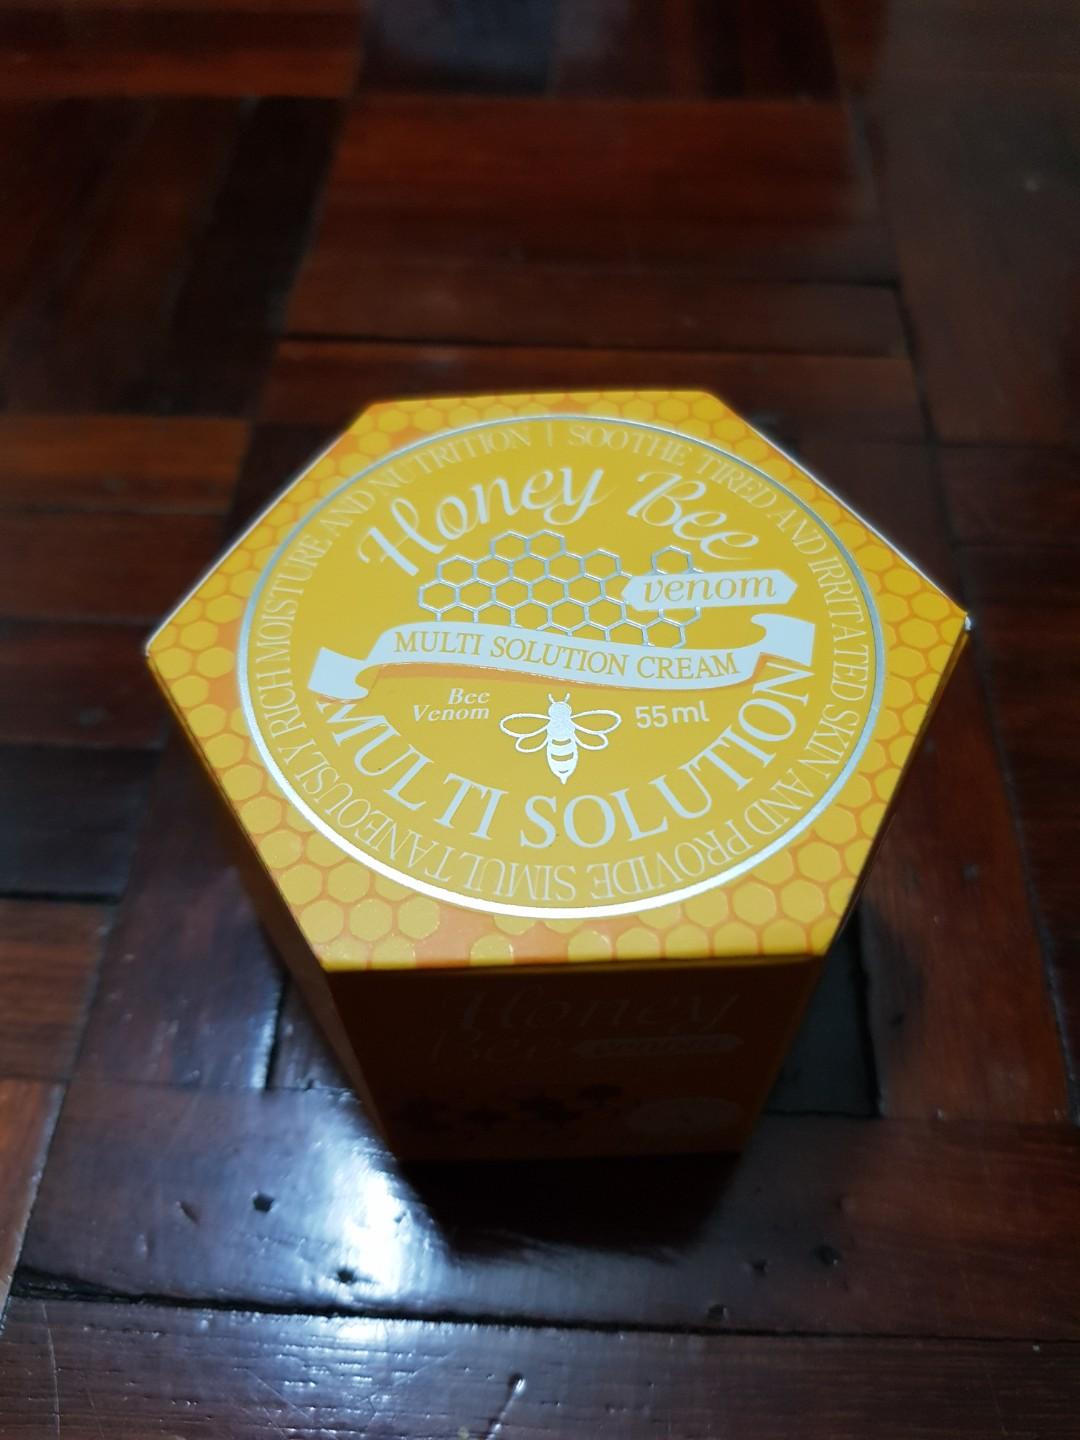 SOOTHE TIRED AND IRRITATED SKIN AND PROVIDE SIMULTANEOUSLY RICH MOISTURE AND NUTRITION |
Honey Bee
venom
MULTI SOLUTION CREAM
Bee
Venom
55ml
MULTI SOLUTION
Honey
Bee venom